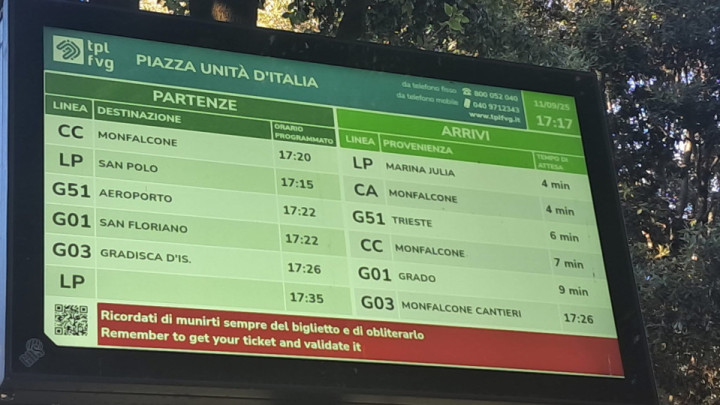 tpl
fvg
PIAZZA UNITÀ D'ITALIA
da telefono fisso 800 052 040
da telefono mobile 040 9712343
www.tplfvg.it
11/09/25
17:17
PARTENZE
LINEA DESTINAZIONE ORARIO PROGRAMMATO
CC MONFALCONE 17:20
LP SAN POLO 17:15
G51 AEROPORTO 17:22
G01 SAN FLORIANO 17:22
G03 GRADISCA D'IS. 17:26
LP 17:35
ARRIVI
LINEA PROVENIENZA TEMPO DI ATTESA
LP MARINA JULIA 4 min
CA MONFALCONE 4 min
G51 TRIESTE 6 min
CC MONFALCONE 7 min
G01 GRADO 9 min
G03 MONFALCONE CANTIERI 17:26
Ricordati di munirti sempre del biglietto e di obliterarlo
Remember to get your ticket and validate it